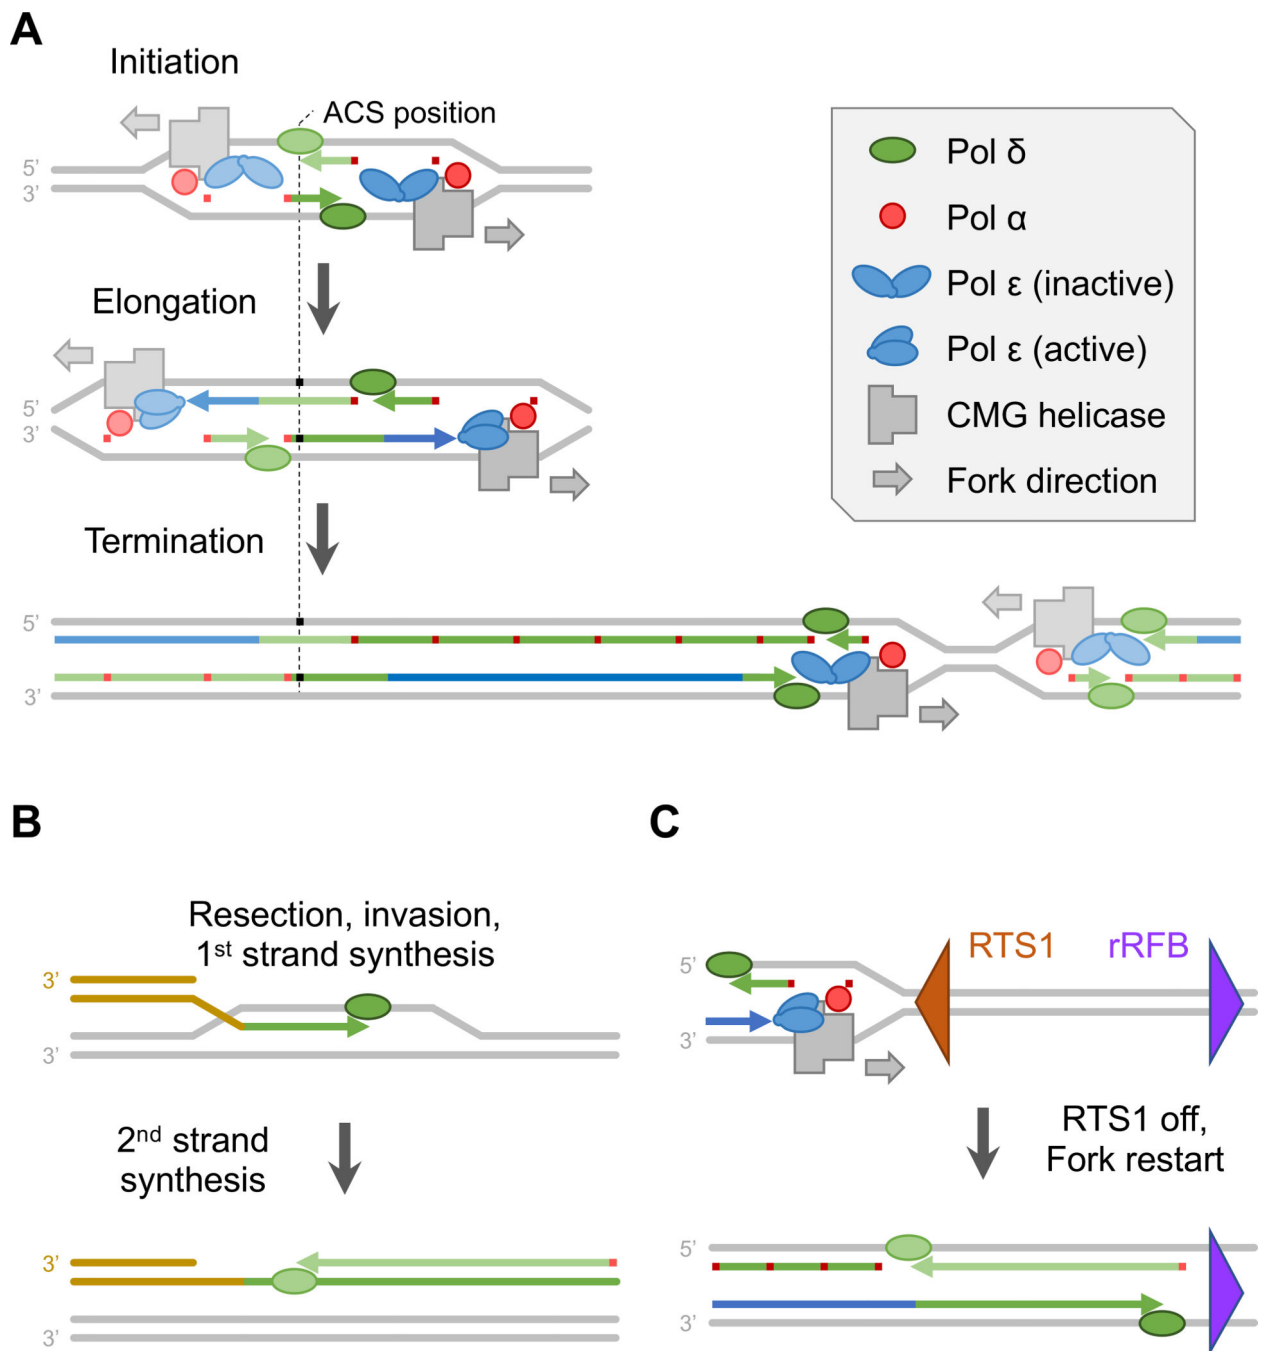 A
Initiation
ACS position
5'
3'
Elongation
5'
3'
Termination
5'
3'
Pol δ
Pol α
Pol ε (inactive)
Pol ε (active)
CMG helicase
Fork direction
B
Resection, invasion,
1st strand synthesis
3'
3'
2nd strand
synthesis
3'
3'
C
RTS1
rRFB
5'
3'
RTS1 off,
Fork restart
5'
3'